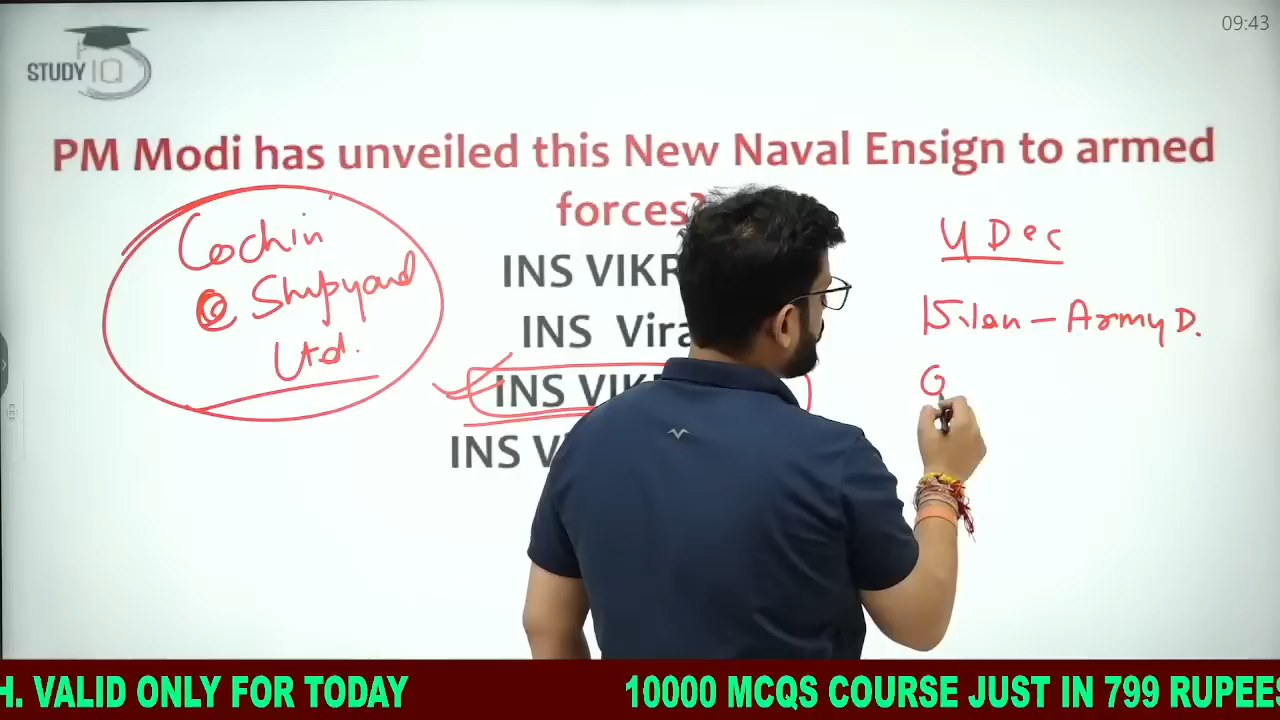 09:43
STUDY IQ
PM Modi has unveiled this New Naval Ensign to armed
forces?
INS VIKR
INS Vira
INS VIK
INS V
Cochin
Shipyard
Ltd.
4 Dec
15 Jan - Army D.
H. VALID ONLY FOR TODAY 10000 MCQS COURSE JUST IN 799 RUPEES